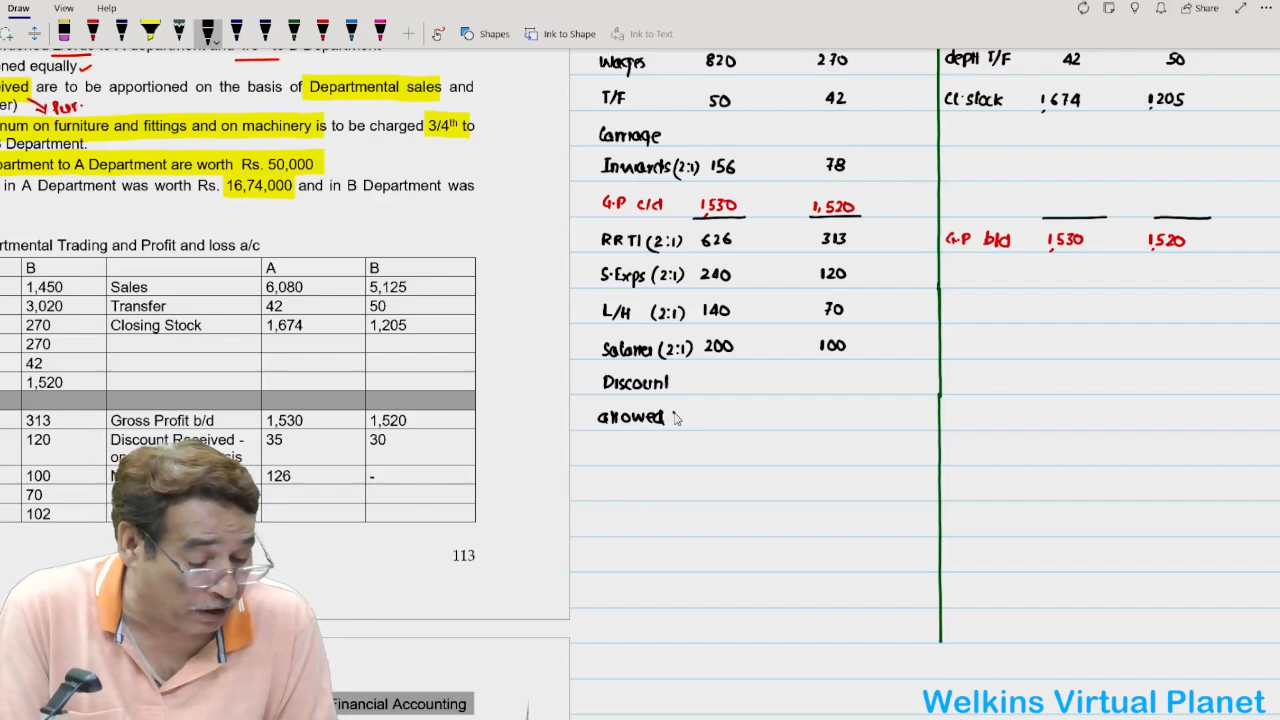 Draw View Help Share
Shapes Ink to Shape Ink to Text
ned equally
ived are to be apportioned on the basis of Departmental sales and
er) Pur.
num on furniture and fittings and on machinery is to be charged 3/4th to
B Department.
partment to A Department are worth Rs. 50,000
in A Department was worth Rs. 16,74,000 and in B Department was
rtmental Trading and Profit and loss a/c
B A B
1,450 Sales 6,080 5,125
3,020 Transfer 42 50
270 Closing Stock 1,674 1,205
270
42
1,520
313 Gross Profit b/d 1,530 1,520
120 Discount Received - 35 30
100 126 -
70
102
113
Financial Accounting
Wages 820 270 deptl T/F 42 50
T/F 50 42 Cl. stock 1,674 1,205
Carriage
Inwards (2:1) 156 78
G.P c/d 1,530 1,520
RRTI (2:1) 626 313 G.P b/d 1,530 1,520
S.Exps (2:1) 240 120
L/H (2:1) 140 70
Salaries (2:1) 200 100
Discount
allowed
Welkins Virtual Planet